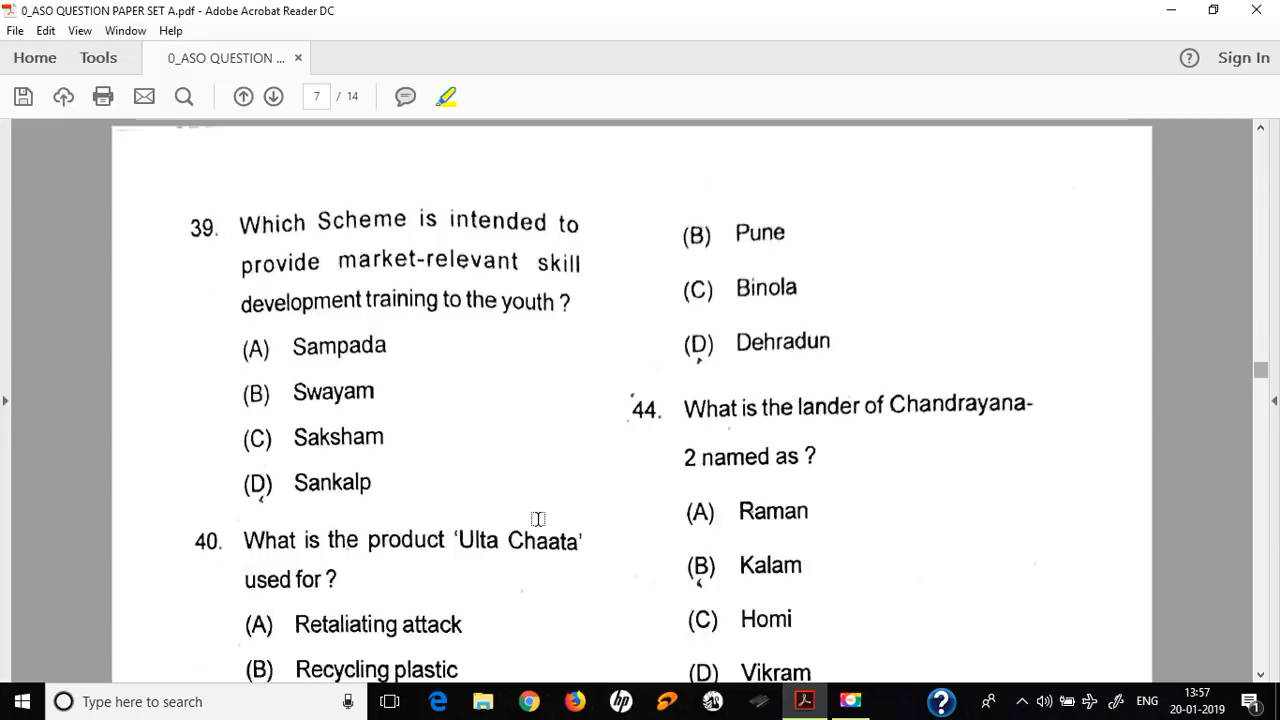 0_ASO QUESTION PAPER SET A.pdf - Adobe Acrobat Reader DC
File Edit View Window Help
Home Tools 0_ASO QUESTION ... × Sign In
7 / 14
39. Which Scheme is intended to
provide market-relevant skill
development training to the youth ?
(A) Sampada
(B) Swayam
(C) Saksham
(D) Sankalp
40. What is the product ‘Ulta Chaata’
used for ?
(A) Retaliating attack
(B) Recycling plastic
(B) Pune
(C) Binola
(D) Dehradun
44. What is the lander of Chandrayana-
2 named as ?
(A) Raman
(B) Kalam
(C) Homi
(D) Vikram
Type here to search
hp
ENG
13:57
20-01-2019